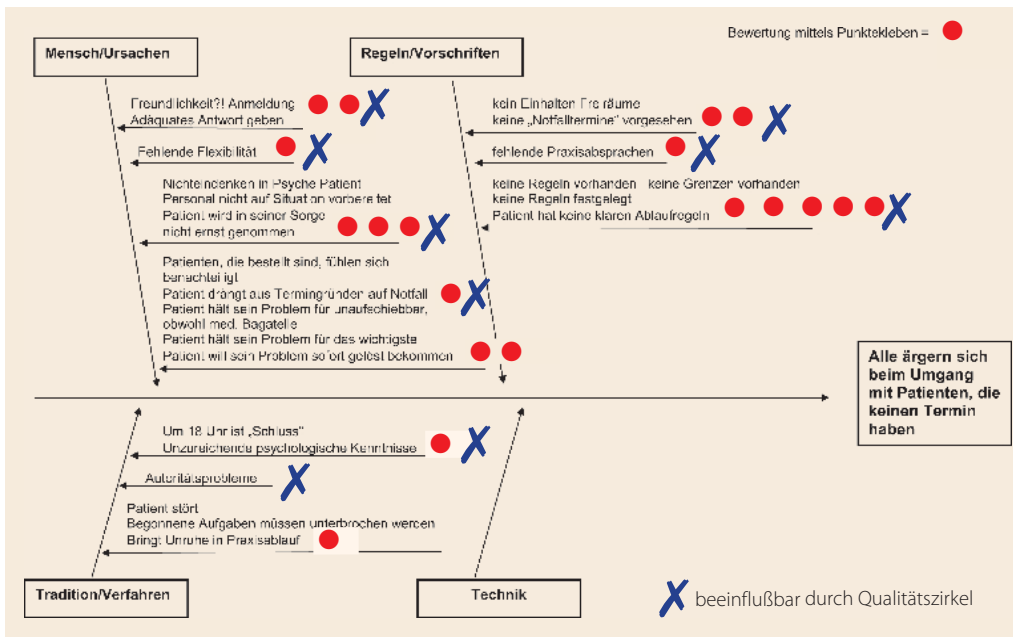 Bewertung mittels Punktekleben =
Mensch/Ursachen
Freundlichkeit?! Anmeldung
Adäquates Antwort geben
Fehlende Flexibilität
Nichteindenken in Psyche Patient
Personal nicht auf Situation vorbereitet
Patient wird in seiner Sorge
nicht ernst genommen
Patienten, die bestellt sind, fühlen sich
benachteiligt
Patient drängt aus Termingründen auf Notfall
Patient hält sein Problem für unaufschiebbar,
obwohl med. Bagatelle
Patient hält sein Problem für das wichtigste
Patient will sein Problem sofort gelöst bekommen
Regeln/Vorschriften
kein Einhalten Freiräume
keine „Notfalltermine“ vorgesehen
fehlende Praxisabsprachen
keine Regeln vorhanden keine Grenzen vorhanden
keine Regeln festgelegt
Patient hat keine klaren Ablaufregeln
Alle ärgern sich
beim Umgang
mit Patienten, die
keinen Termin
haben
Um 18 Uhr ist „Schluss“
Unzureichende psychologische Kenntnisse
Autoritätsprobleme
Patient stört
Begonnene Aufgaben müssen unterbrochen werden
Bringt Unruhe in Praxisablauf
Tradition/Verfahren
Technik
beeinflußbar durch Qualitätszirkel